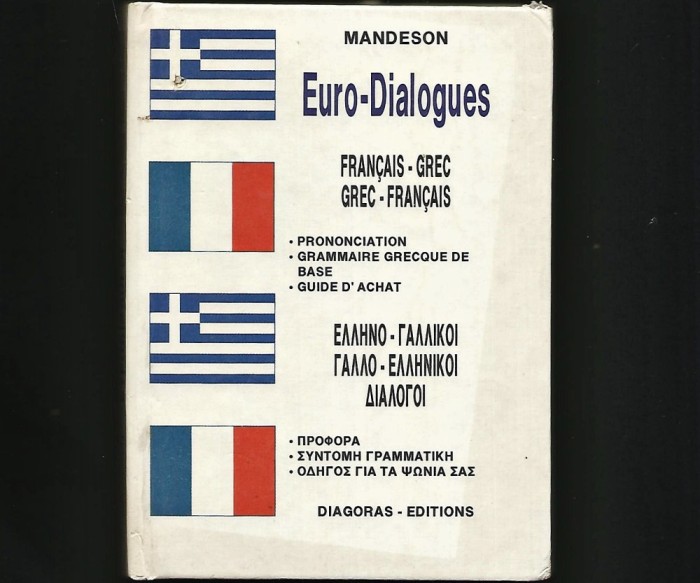 MANDESON
Euro-Dialogues
FRANÇAIS - GREC
GREC - FRANÇAIS
• PRONONCIATION
• GRAMMAIRE GRECQUE DE
BASE
• GUIDE D' ACHAT
ΕΛΛΗΝΟ - ΓΑΛΛΙΚΟΙ
ΓΑΛΛΟ - ΕΛΛΗΝΙΚΟΙ
ΔΙΑΛΟΓΟΙ
• ΠΡΟΦΟΡΑ
• ΣΥΝΤΟΜΗ ΓΡΑΜΜΑΤΙΚΗ
• ΟΔΗΓΟΣ ΓΙΑ ΤΑ ΨΩΝΙΑ ΣΑΣ
DIAGORAS - EDITIONS